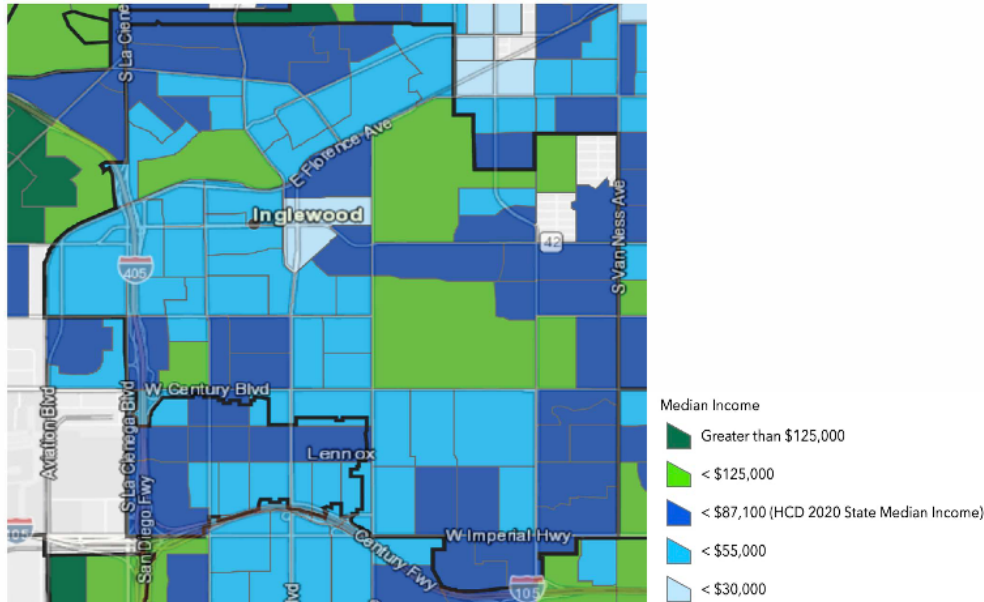 S La Ciene
E Florence Ave
Inglewood
42
405
S Van Ness Ave
W Century Blvd
Aviation Blvd
S La Cienega Blvd
Lennox
San Diego Fwy
W Imperial Hwy
Century Fwy
105
105
vd
Median Income
Greater than $125,000
< $125,000
< $87,100 (HCD 2020 State Median Income)
< $55,000
< $30,000